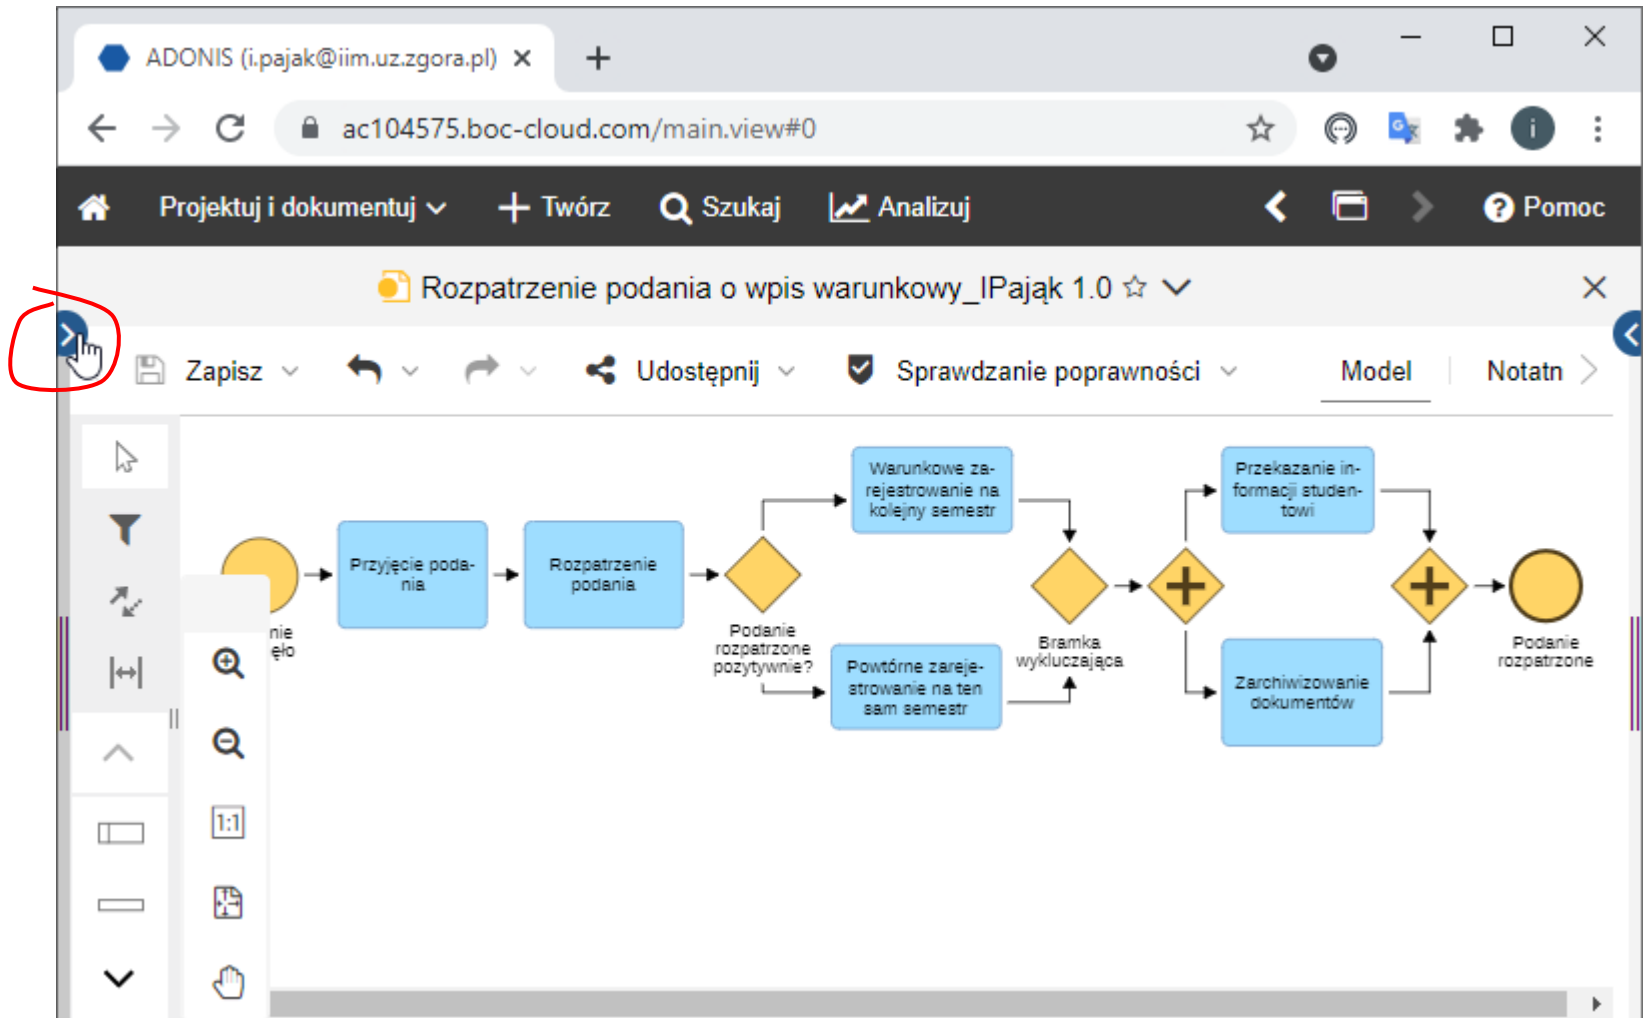 ADONIS (i.pajak@iim.uz.zgora.pl)
ac104575.boc-cloud.com/main.view#0
i
Projektuj i dokumentuj
Twórz
Szukaj
Analizuj
Pomoc
Rozpatrzenie podania o wpis warunkowy_IPająk 1.0
Zapisz
Udostępnij
Sprawdzanie poprawności
Model
Notatn
Warunkowe za-
rejestrowanie na
kolejny semestr
Przekazanie in-
formacji studen-
towi
Przyjęcie poda-
nia
Rozpatrzenie
podania
nie
ęło
Podanie
rozpatrzone
pozytywnie?
Bramka
wykluczająca
Podanie
rozpatrzone
Powtórne zareje-
strowanie na ten
sam semestr
Zarchiwizowanie
dokumentów
1:1